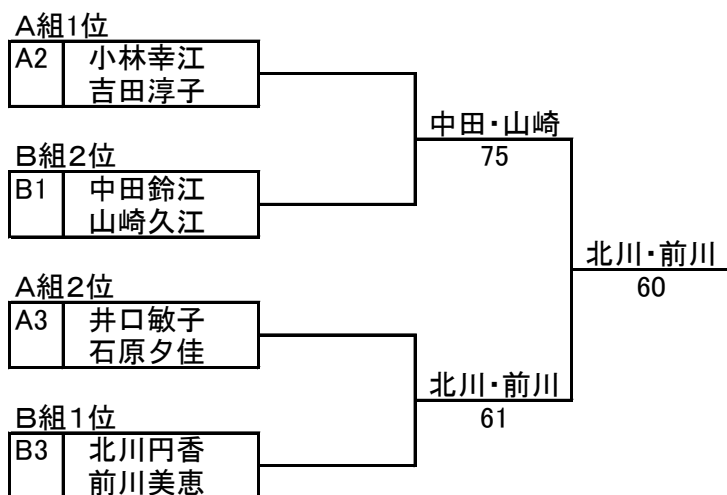 A組1位
A2 小林幸江
吉田淳子
中田・山崎
75
B組2位
B1 中田鈴江
山崎久江
北川・前川
60
A組2位
A3 井口敏子
石原夕佳
北川・前川
61
B組1位
B3 北川円香
前川美恵